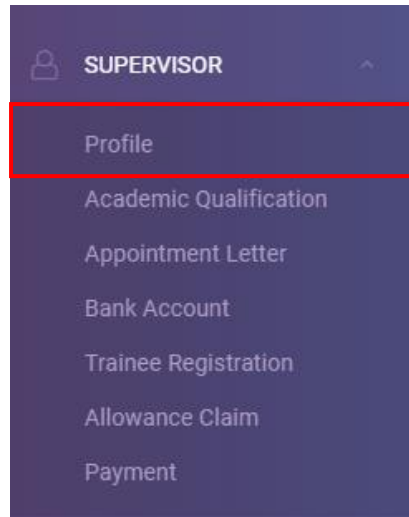 SUPERVISOR
Profile
Academic Qualification
Appointment Letter
Bank Account
Trainee Registration
Allowance Claim
Payment